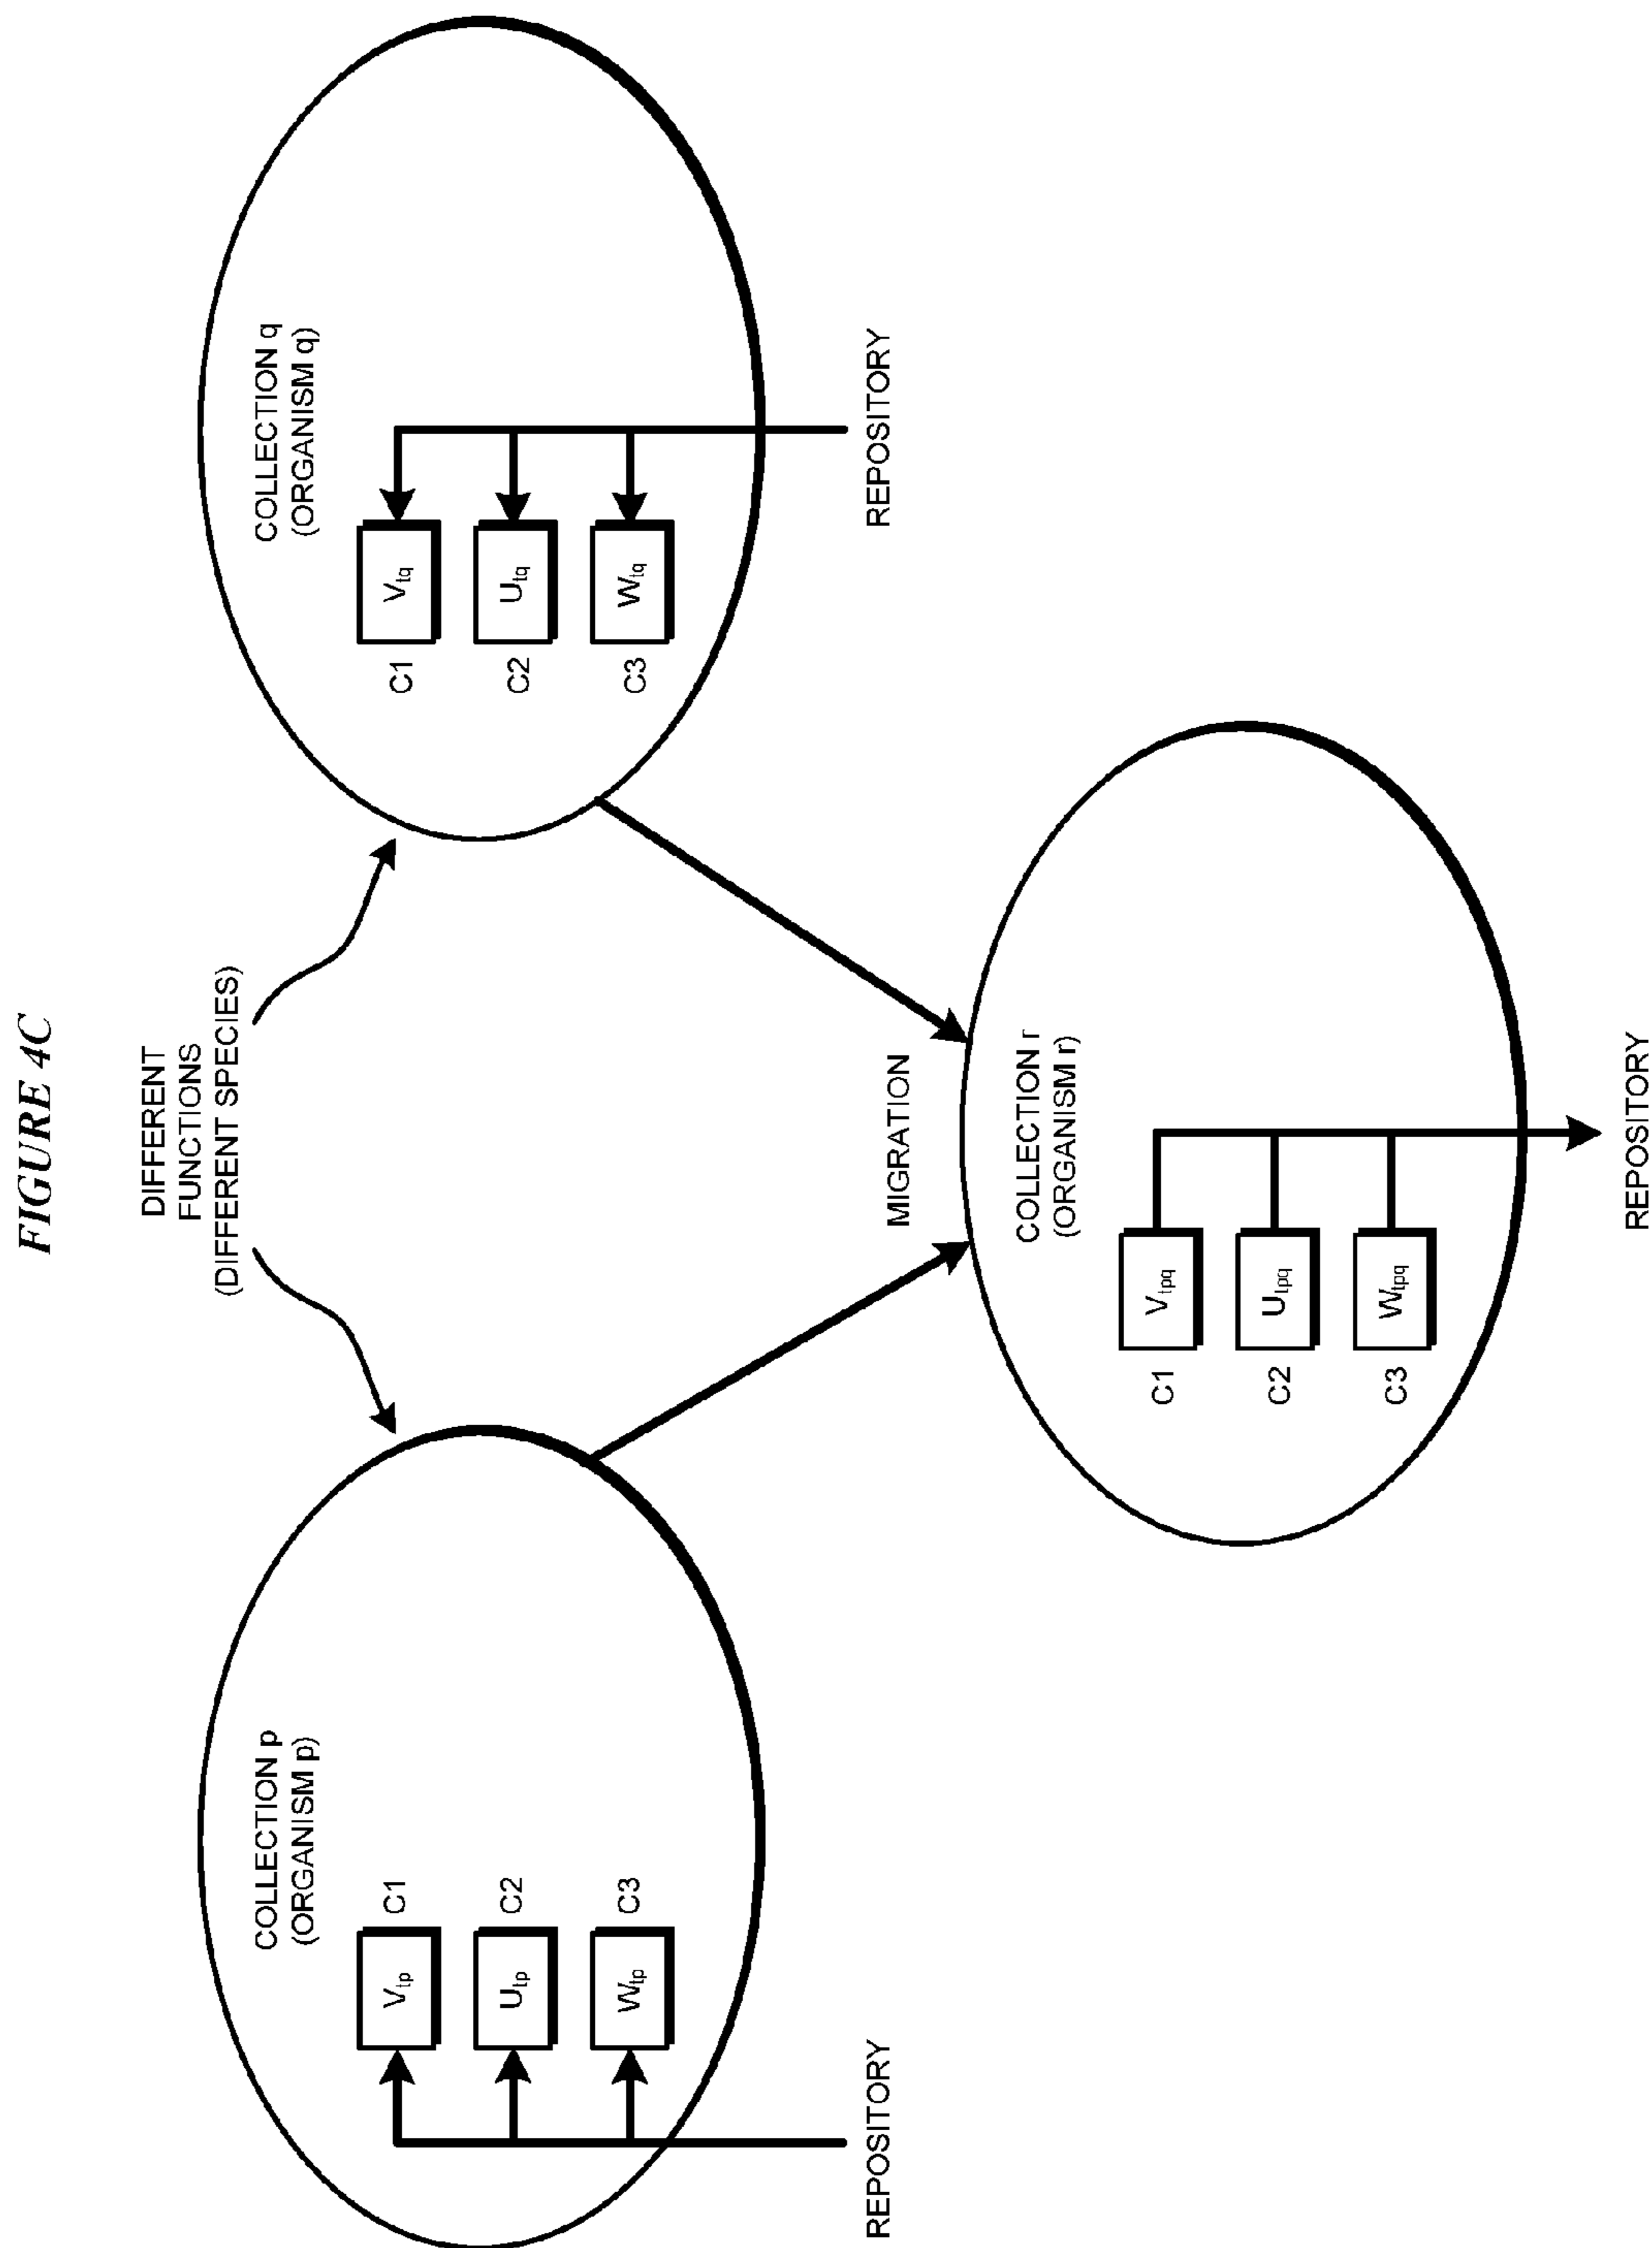 FIGURE 4C
DIFFERENT
FUNCTIONS
(DIFFERENT SPECIES)
COLLECTION p
(ORGANISM p)
Vtp C1
Utp C2
Wtp C3
REPOSITORY
COLLECTION q
(ORGANISM q)
C1 Vtq
C2 Utq
C3 Wtq
REPOSITORY
MIGRATION
COLLECTION r
(ORGANISM r)
C1 Vtpq
C2 Utpq
C3 Wtpq
REPOSITORY